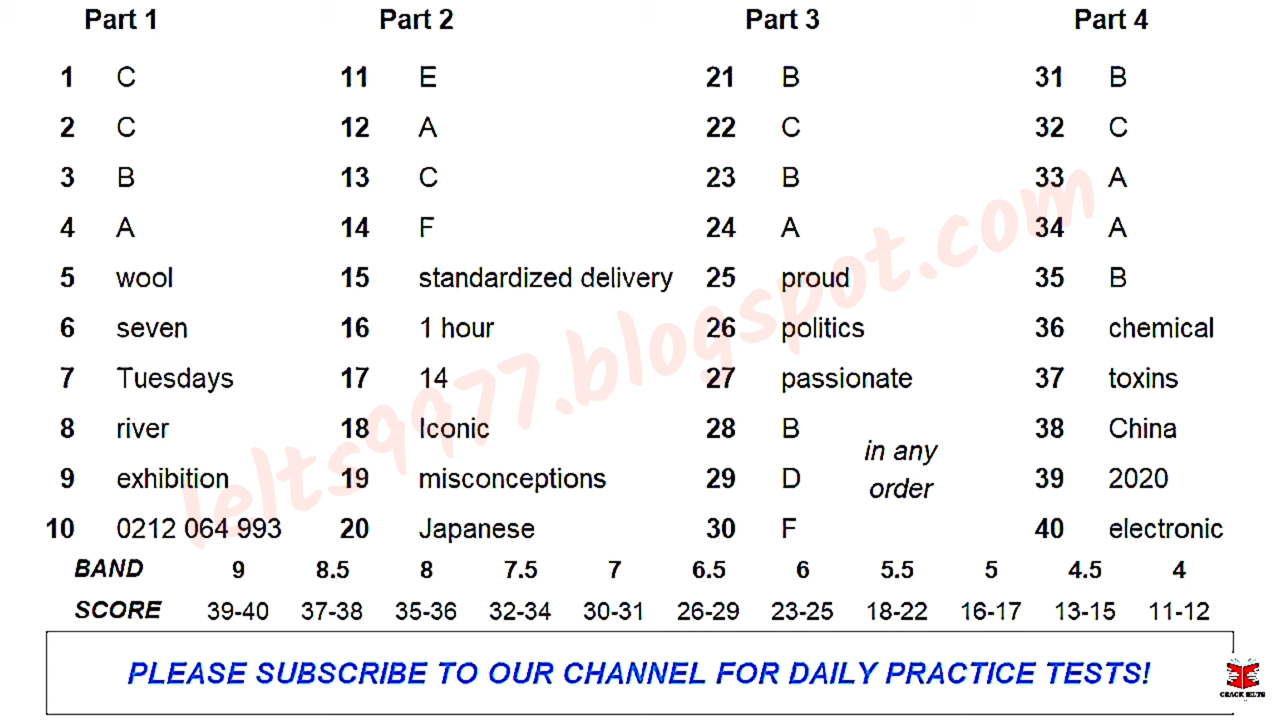 Part 1 Part 2 Part 3 Part 4
1 C 11 E 21 B 31 B
2 C 12 A 22 C 32 C
3 B 13 C 23 B 33 A
4 A 14 F 24 A 34 A
5 wool 15 standardized delivery 25 proud 35 B
6 seven 16 1 hour 26 politics 36 chemical
7 Tuesdays 17 14 27 passionate 37 toxins
8 river 18 Iconic 28 B 38 China
in any
9 exhibition 19 misconceptions 29 D 39 2020
order
10 0212 064 993 20 Japanese 30 F 40 electronic
Ielts9977.blogspot.com
BAND 9 8.5 8 7.5 7 6.5 6 5.5 5 4.5 4
SCORE 39-40 37-38 35-36 32-34 30-31 26-29 23-25 18-22 16-17 13-15 11-12
PLEASE SUBSCRIBE TO OUR CHANNEL FOR DAILY PRACTICE TESTS!
CRACK IELTS